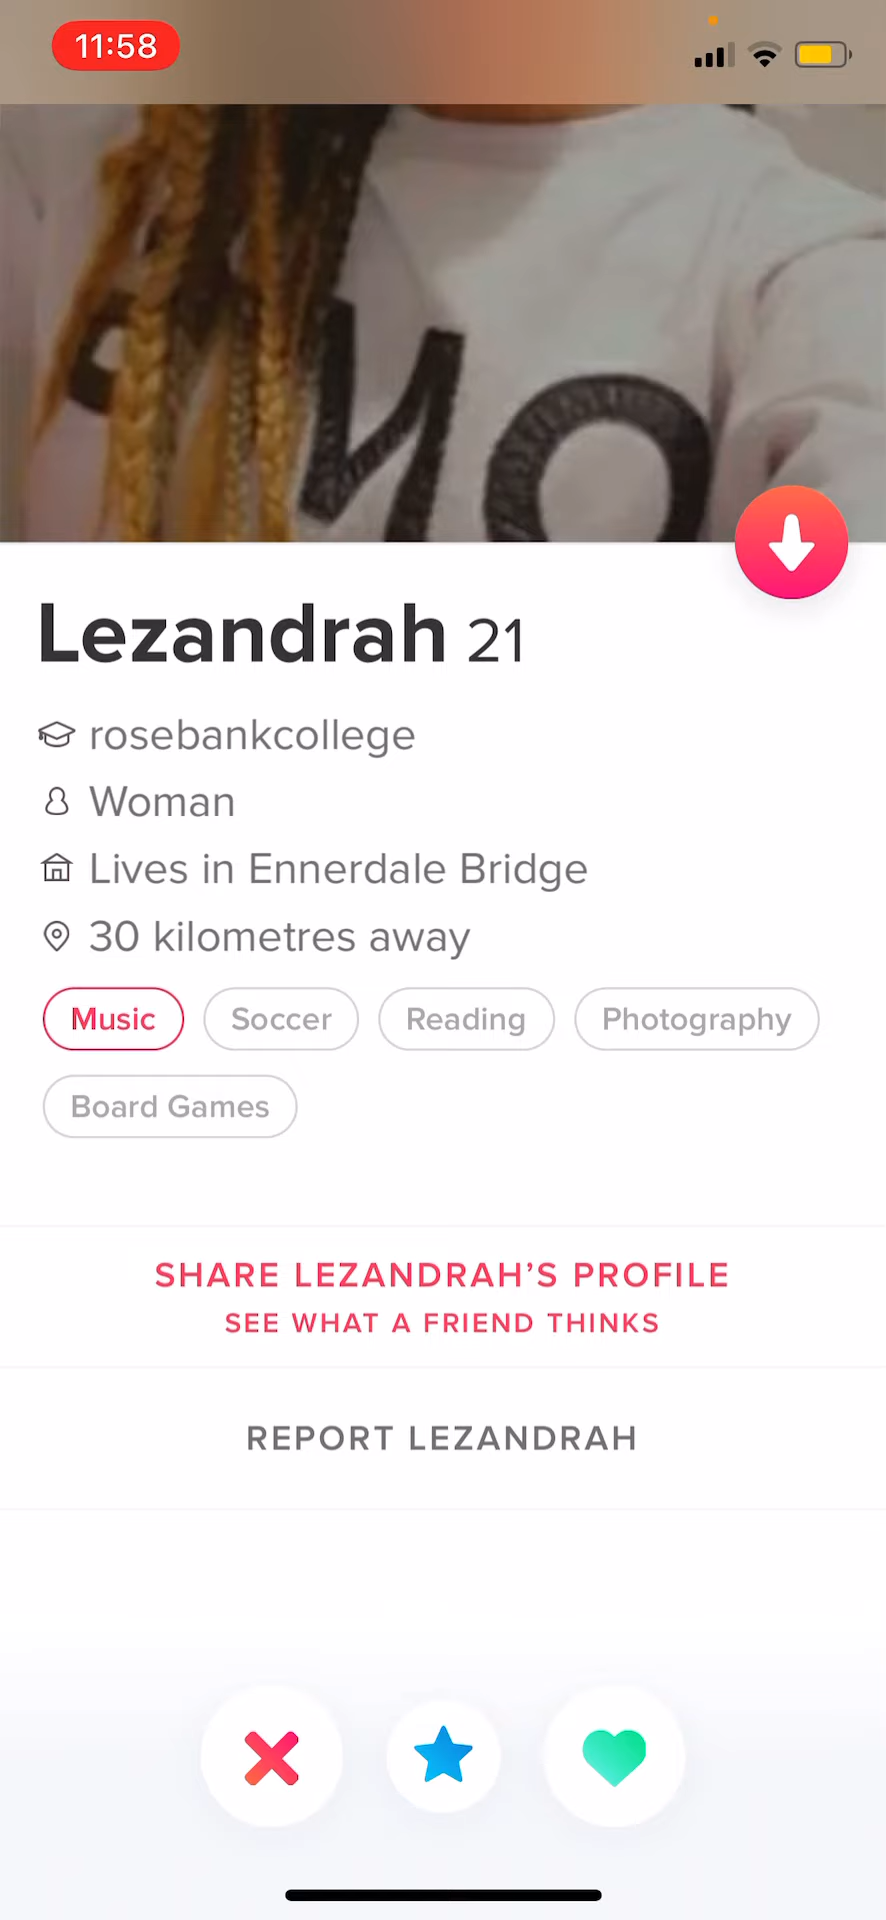 11:58
NO
Lezandrah 21
rosebankcollege
Woman
Lives in Ennerdale Bridge
30 kilometres away
Music Soccer Reading Photography
Board Games
SHARE LEZANDRAH’S PROFILE
SEE WHAT A FRIEND THINKS
REPORT LEZANDRAH